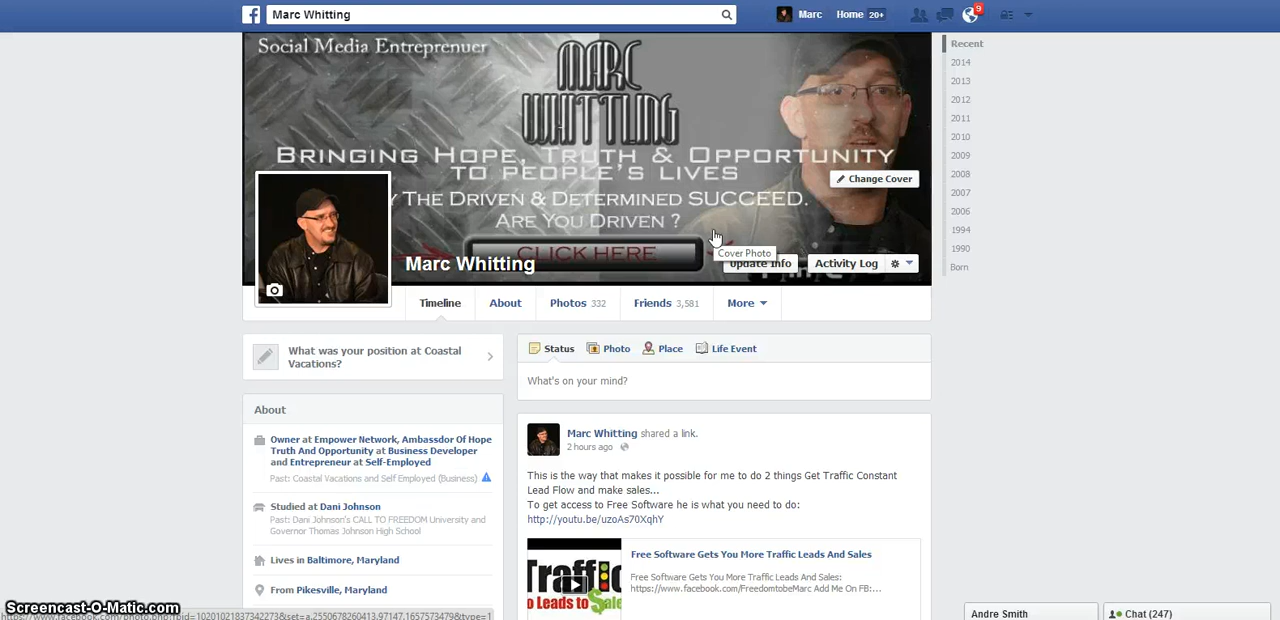 Marc Whitting
Marc
Home 20+
9
Social Media Entreprenuer
MARC
WHITTING
BRINGING HOPE, TRUTH & OPPORTUNITY
TO PEOPLE'S LIVES
THE DRIVEN & DETERMINED SUCCEED.
ARE YOU DRIVEN ?
CLICK HERE
Change Cover
Cover Photo
Update Info
Activity Log
Marc Whitting
Timeline
About
Photos 332
Friends 3,581
More
Recent
2014
2013
2012
2011
2010
2009
2008
2007
2006
1994
1990
Born
What was your position at Coastal
Vacations?
About
Owner at Empower Network, Ambassdor Of Hope
Truth And Opportunity at Business Developer
and Entrepreneur at Self-Employed
Past: Coastal Vacations and Self Employed (Business)
Studied at Dani Johnson
Past: Dani Johnson's CALL TO FREEDOM University and
Governor Thomas Johnson High School
Lives in Baltimore, Maryland
From Pikesville, Maryland
Status
Photo
Place
Life Event
What's on your mind?
Marc Whitting shared a link.
2 hours ago
This is the way that makes it possible for me to do 2 things Get Traffic Constant
Lead Flow and make sales...
To get access to Free Software he is what you need to do:
http://youtu.be/uzoAs70XqhY
Traffic
to Leads to $ale
Free Software Gets You More Traffic Leads And Sales
Free Software Gets You More Traffic Leads And Sales:
https://www.facebook.com/FreedomtobeMarc Add Me On FB:...
Screencast-O-Matic.com
Andre Smith
Chat (247)